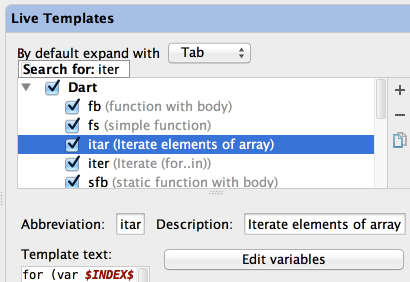 Live Templates
By default expand with Tab
Search for: iter
Dart
fb (function with body)
fs (simple function)
itar (Iterate elements of array)
iter (Iterate (for..in))
sfb (static function with body)
Abbreviation: itar Description: Iterate elements of array
Template text: Edit variables
for (var $INDEX$